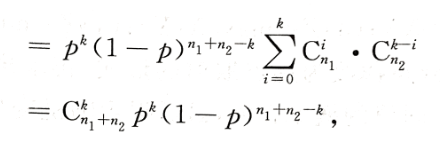 = p^k (1 − p)^{n_1+n_2−k} \sum_{i=0}^{k} C_{n_1}^{i} · C_{n_2}^{k−i}
= C_{n_1+n_2}^{k} p^k (1 − p)^{n_1+n_2−k} ,